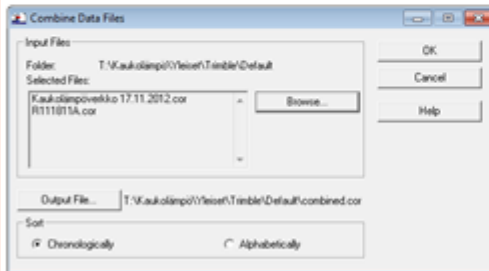 Combine Data Files
Input Files
Folder: T:\Kaukolämpö\Yleiset\Trimble\Default
Selected Files:
Kaukolämpöverkko 17.11.2012.cor
R111811A.cor
Browse...
OK
Cancel
Help
Output File... T:\Kaukolämpö\Yleiset\Trimble\Default\combined.cor
Sort
Chronologically Alphabetically